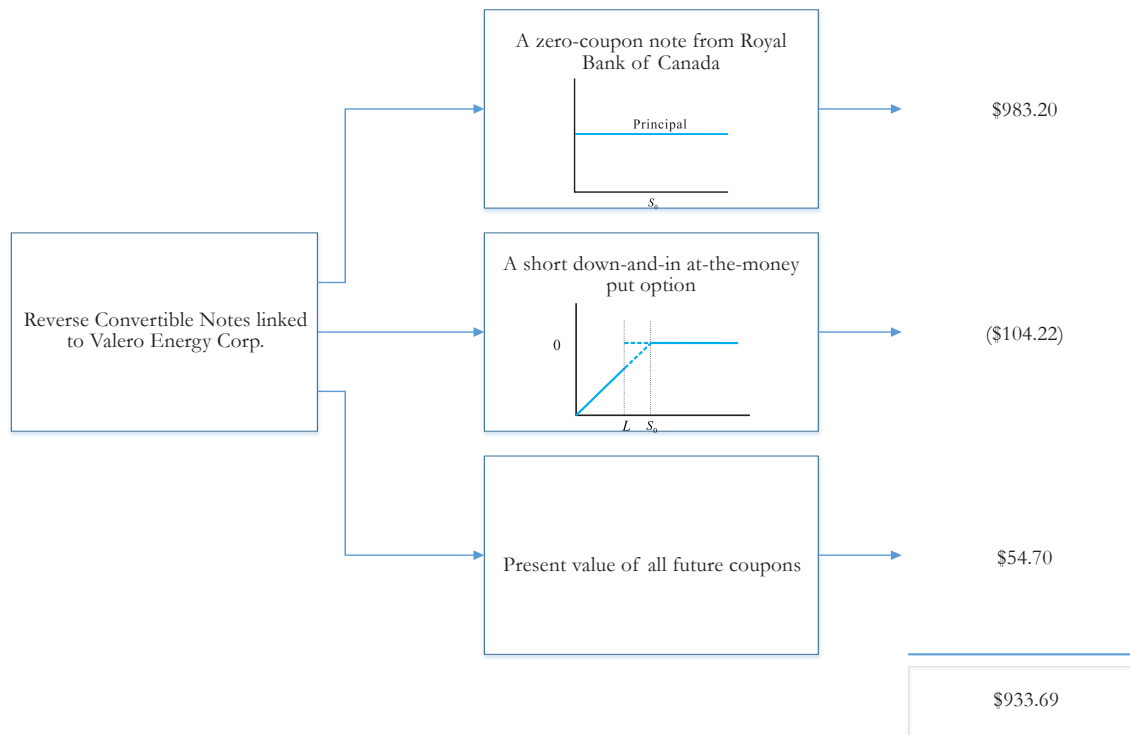 A zero-coupon note from Royal
Bank of Canada
Principal
S₀
$983.20
Reverse Convertible Notes linked
to Valero Energy Corp.
A short down-and-in at-the-money
put option
0
L S₀
($104.22)
Present value of all future coupons
$54.70
$933.69